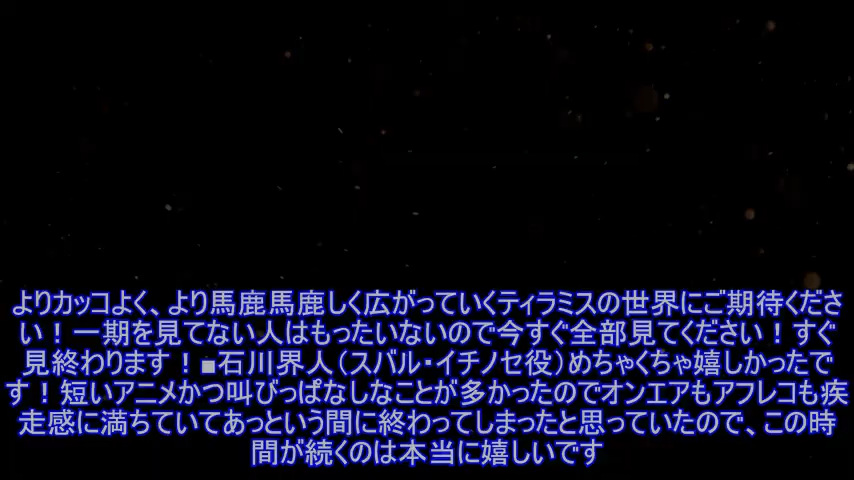 よりカッコよく、より馬鹿馬鹿しく広がっていくティラミスの世界にご期待くださ
い！一期を見てない人はもったいないので今すぐ全部見てください！すぐ
見終わります！■石川界人（スバル・イチノセ役）めちゃくちゃ嬉しかったで
す！短いアニメかつ叫びっぱなしなことが多かったのでオンエアもアフレコも疾
走感に満ちていてあっという間に終わってしまったと思っていたので、この時
間が続くのは本当に嬉しいです